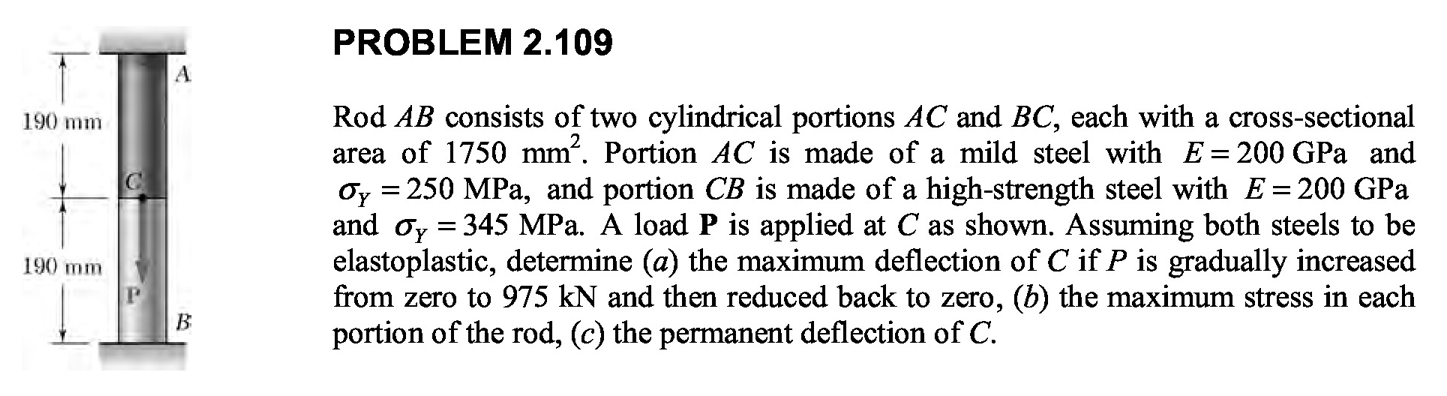 PROBLEM 2.109
A
190 mm
Rod AB consists of two cylindrical portions AC and BC, each with a cross-sectional
area of 1750 mm². Portion AC is made of a mild steel with E = 200 GPa and
C
σY = 250 MPa, and portion CB is made of a high-strength steel with E = 200 GPa
and σY = 345 MPa. A load P is applied at C as shown. Assuming both steels to be
190 mm
elastoplastic, determine (a) the maximum deflection of C if P is gradually increased
P
from zero to 975 kN and then reduced back to zero, (b) the maximum stress in each
B
portion of the rod, (c) the permanent deflection of C.